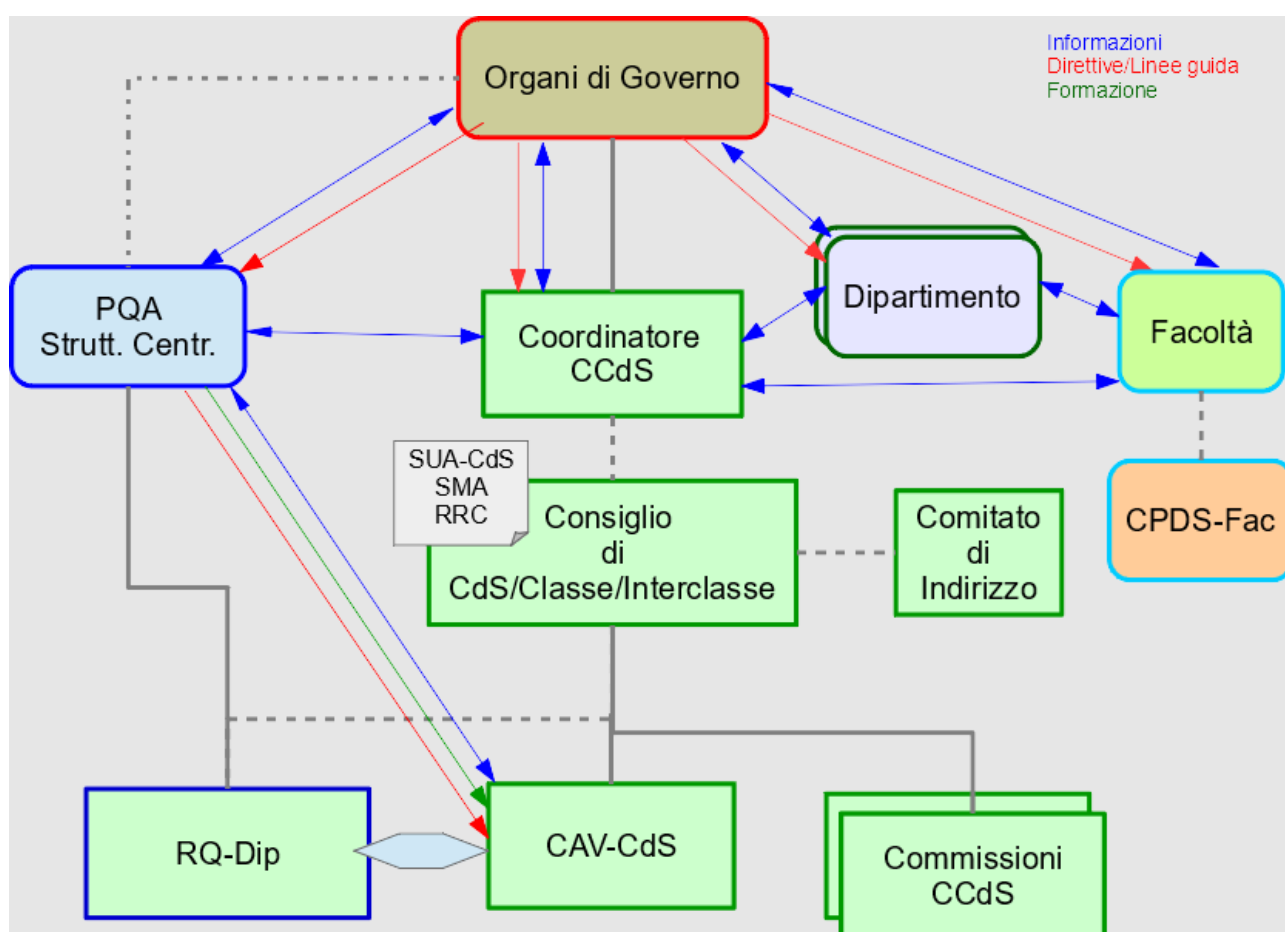 Informazioni
Direttive/Linee guida
Formazione
Organi di Governo
PQA
Strutt. Centr.
Coordinatore
CCdS
Dipartimento
Facoltà
SUA-CdS
SMA
RRC
Consiglio
di
CdS/Classe/Interclasse
Comitato
di
Indirizzo
CPDS-Fac
RQ-Dip
CAV-CdS
Commissioni
CCdS